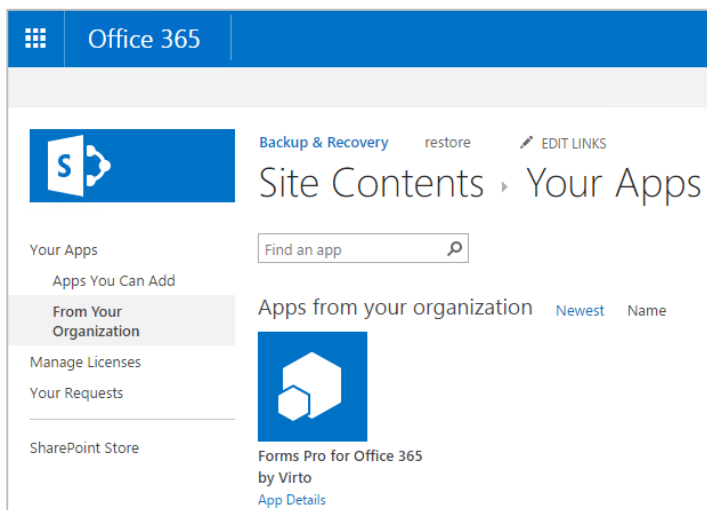 Office 365
S
Backup & Recovery restore EDIT LINKS
Site Contents Your Apps
Find an app
Your Apps
Apps You Can Add
From Your
Organization
Manage Licenses
Your Requests
SharePoint Store
Apps from your organization Newest Name
Forms Pro for Office 365
by Virto
App Details